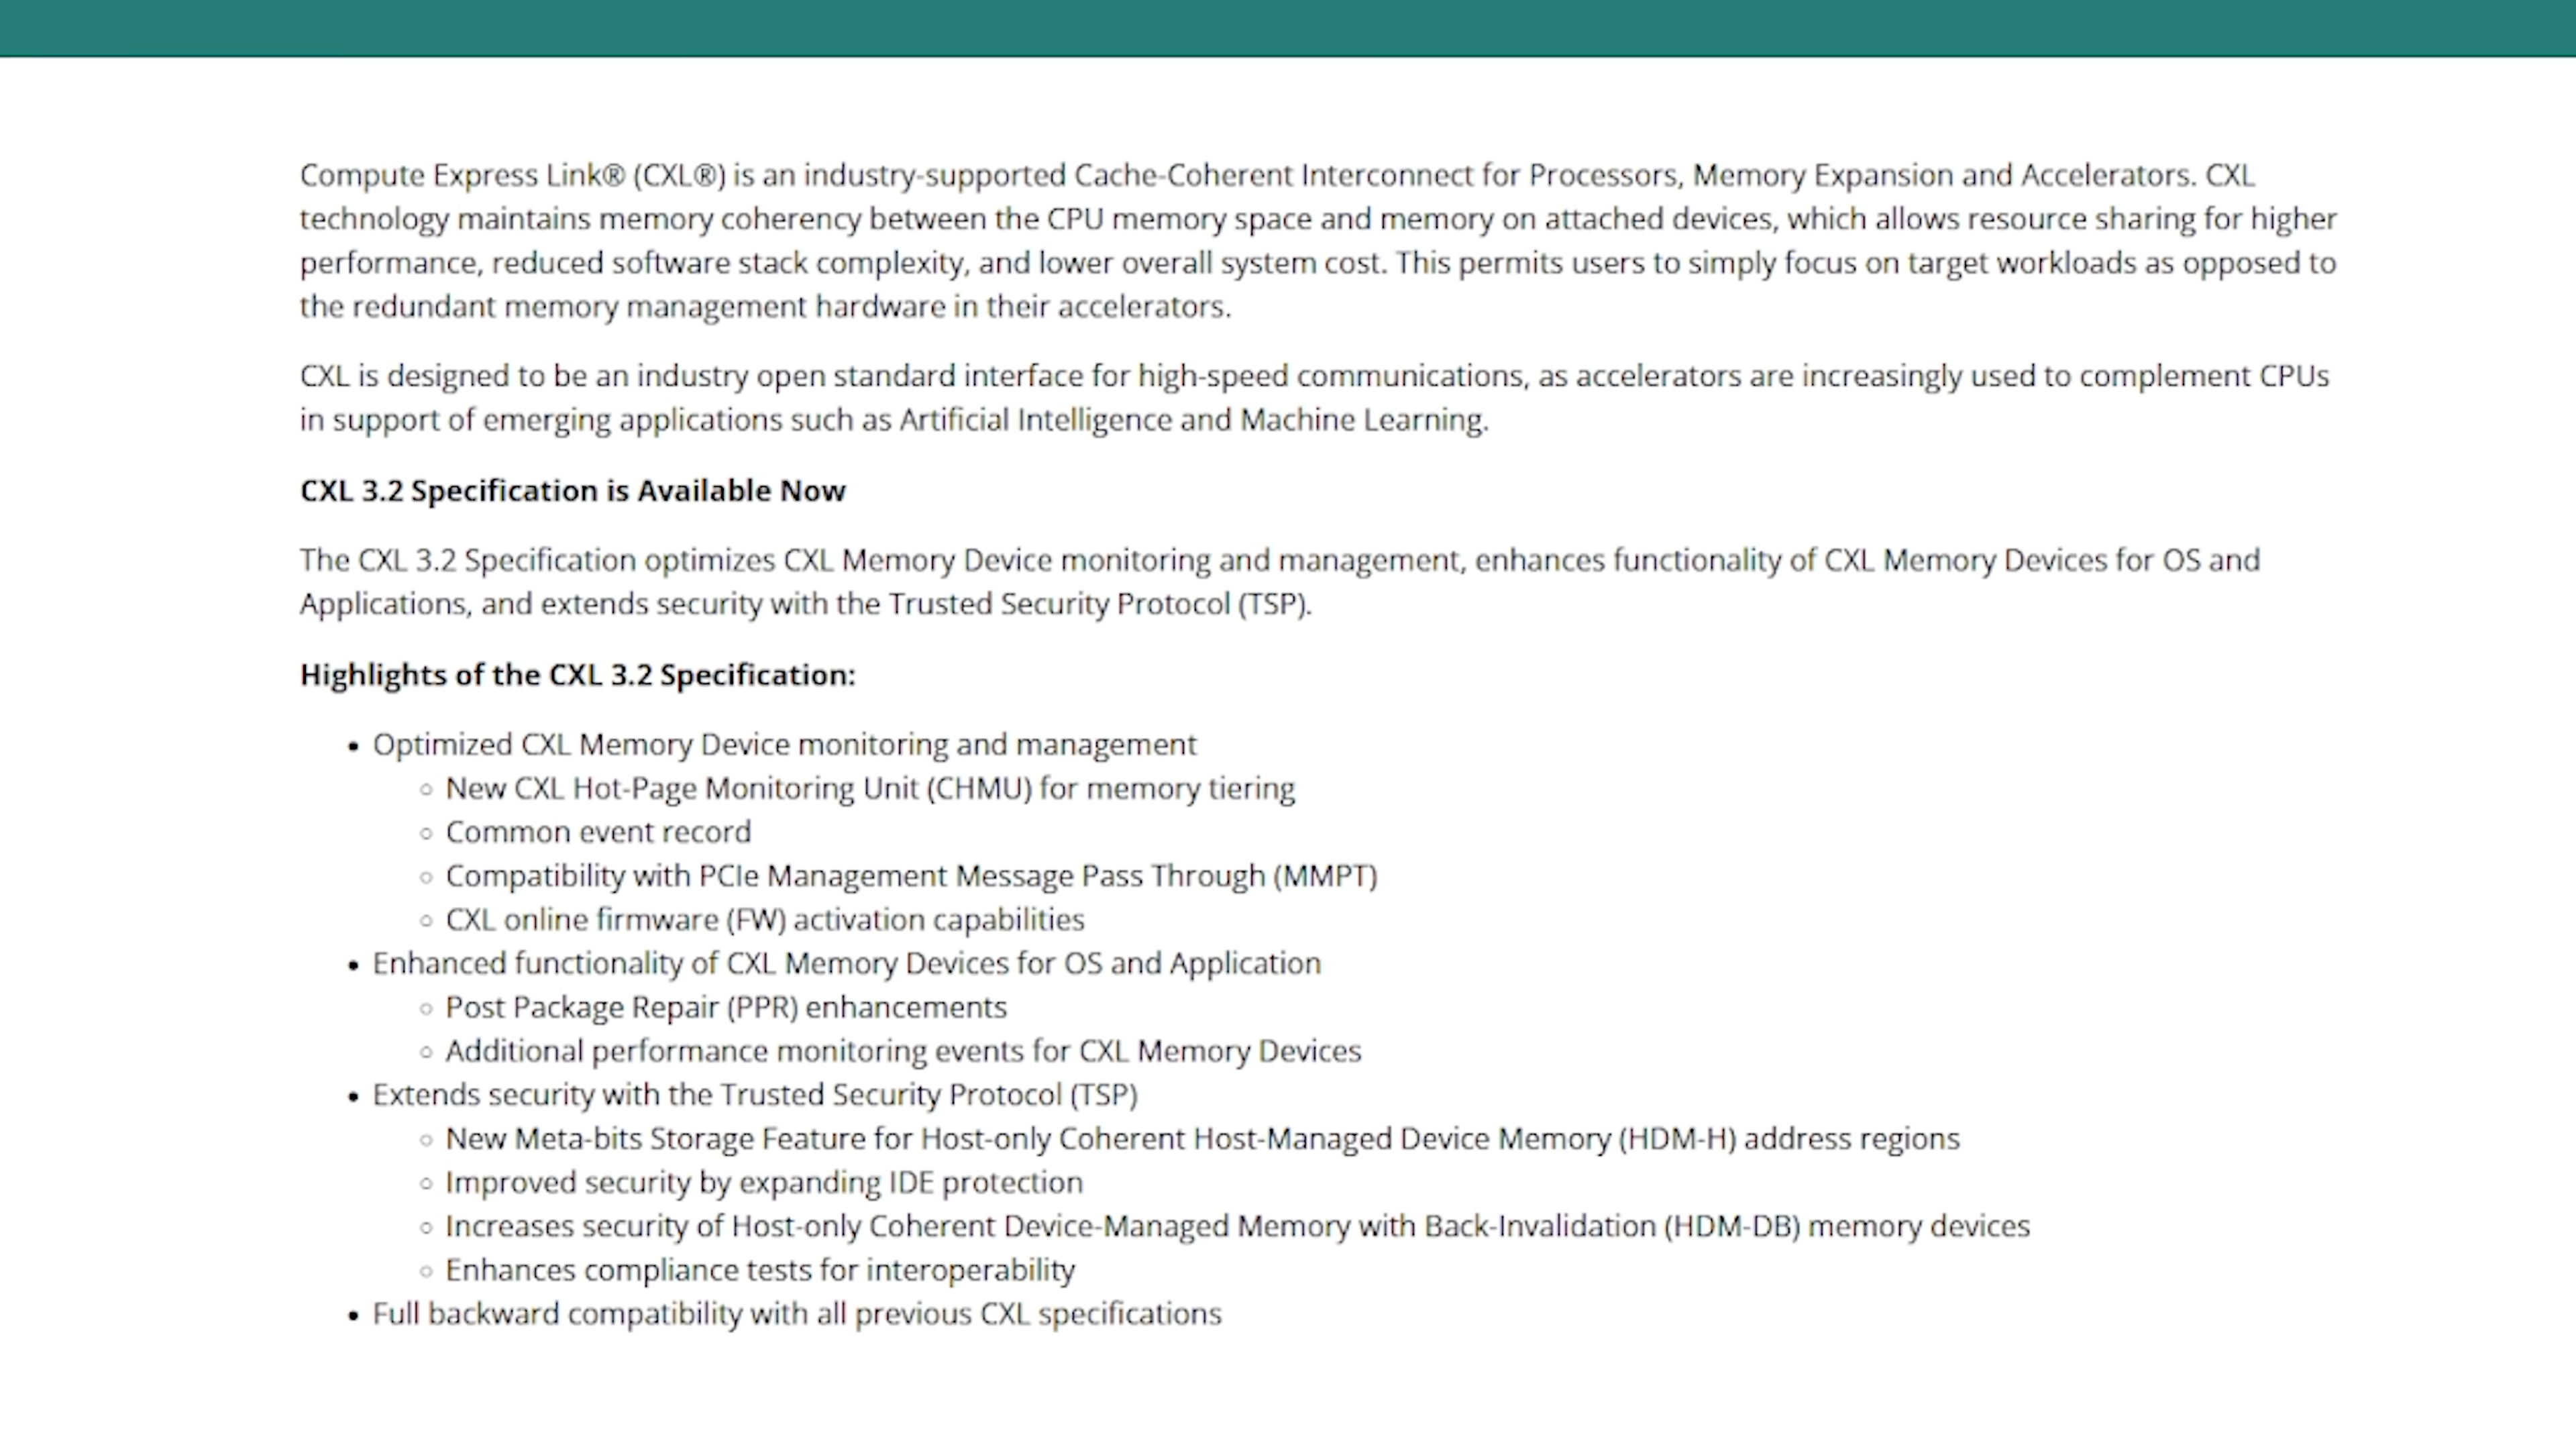 Compute Express Link® (CXL®) is an industry-supported Cache-Coherent Interconnect for Processors, Memory Expansion and Accelerators. CXL
technology maintains memory coherency between the CPU memory space and memory on attached devices, which allows resource sharing for higher
performance, reduced software stack complexity, and lower overall system cost. This permits users to simply focus on target workloads as opposed to
the redundant memory management hardware in their accelerators.
CXL is designed to be an industry open standard interface for high-speed communications, as accelerators are increasingly used to complement CPUs
in support of emerging applications such as Artificial Intelligence and Machine Learning.
CXL 3.2 Specification is Available Now
The CXL 3.2 Specification optimizes CXL Memory Device monitoring and management, enhances functionality of CXL Memory Devices for OS and
Applications, and extends security with the Trusted Security Protocol (TSP).
Highlights of the CXL 3.2 Specification:
• Optimized CXL Memory Device monitoring and management
◦ New CXL Hot-Page Monitoring Unit (CHMU) for memory tiering
◦ Common event record
◦ Compatibility with PCIe Management Message Pass Through (MMPT)
◦ CXL online firmware (FW) activation capabilities
• Enhanced functionality of CXL Memory Devices for OS and Application
◦ Post Package Repair (PPR) enhancements
◦ Additional performance monitoring events for CXL Memory Devices
• Extends security with the Trusted Security Protocol (TSP)
◦ New Meta-bits Storage Feature for Host-only Coherent Host-Managed Device Memory (HDM-H) address regions
◦ Improved security by expanding IDE protection
◦ Increases security of Host-only Coherent Device-Managed Memory with Back-Invalidation (HDM-DB) memory devices
◦ Enhances compliance tests for interoperability
• Full backward compatibility with all previous CXL specifications